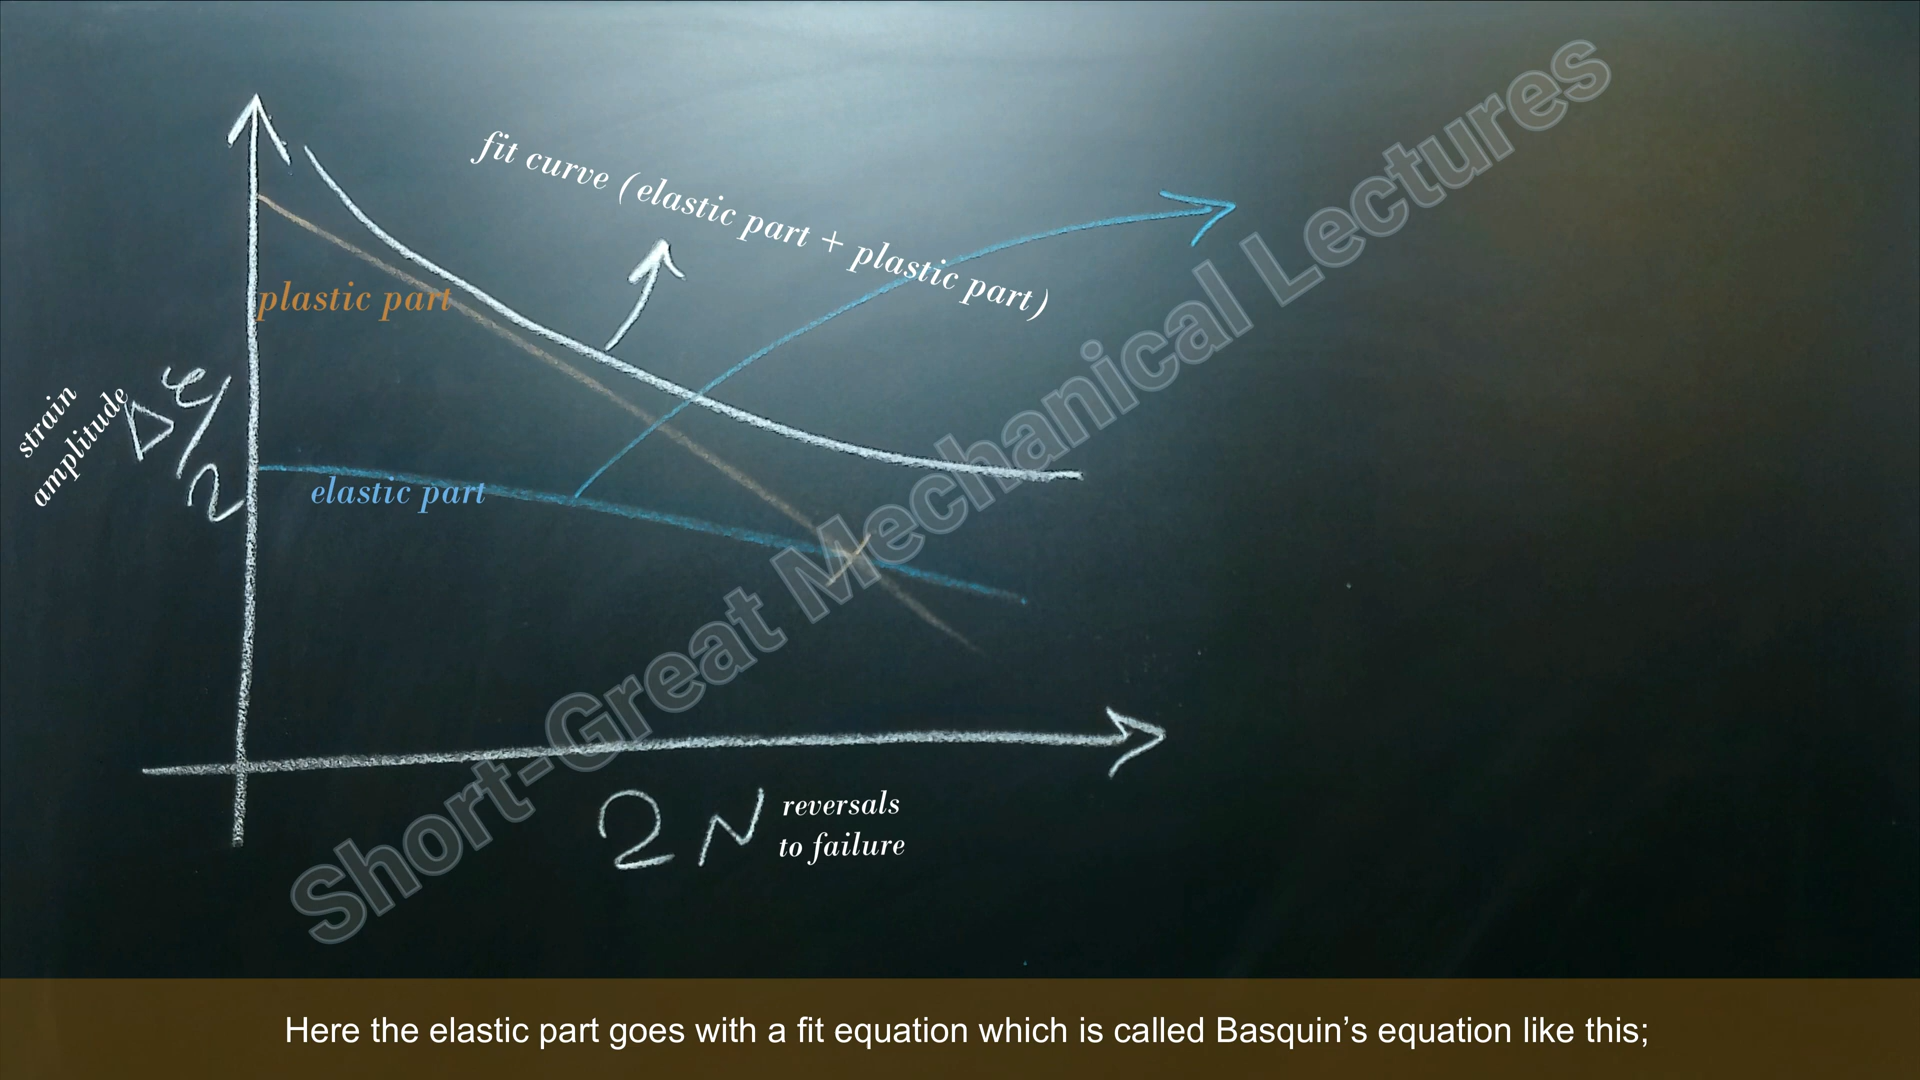 fit curve (elastic part + plastic part)
plastic part
strain
amplitude
Δε/2
elastic part
2N
reversals
to failure
Short-Great Mechanical Lectures
Here the elastic part goes with a fit equation which is called Basquin’s equation like this;